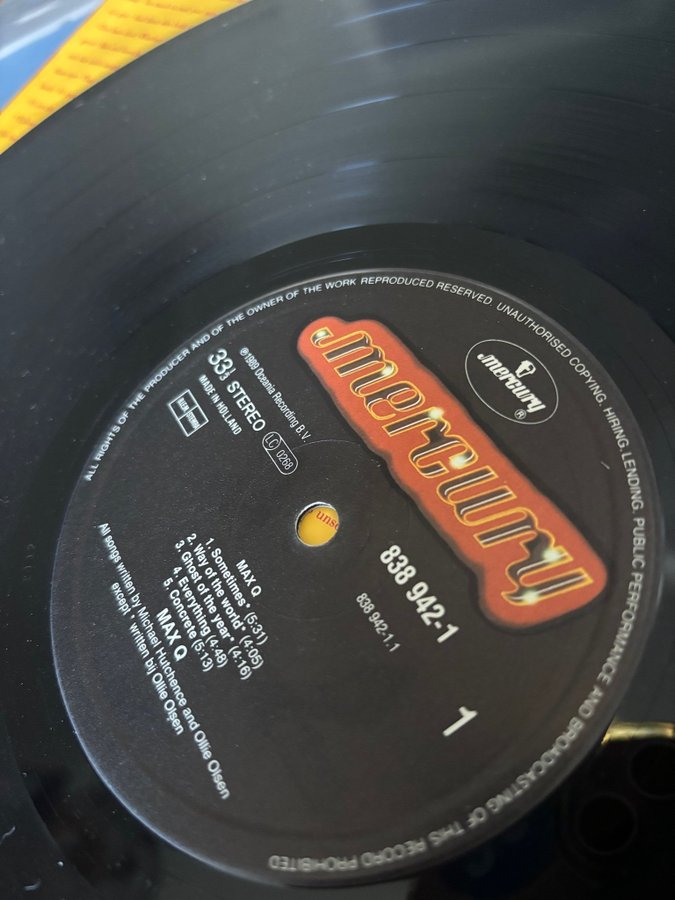 ALL RIGHTS OF THE PRODUCER AND OF THE OWNER OF THE WORK REPRODUCED RESERVED. UNAUTHORISED COPYING. HIRING. LENDING. PUBLIC PERFORMANCE AND BROADCASTING OF THIS RECORD PROHIBITED
mercury
mercury®
33⅓ STEREO
MADE IN HOLLAND
℗1989 Oceania Recording B.V.
LC 0268
838 942-1
838 942-1.1
1
MAX Q
1. Sometimes* (5:31)
2. Way of the world* (4:05)
3. Ghost of the year* (4:16)
4. Everything (4:48)
5. Concrete (5:13)
MAX Q
All songs written by Michael Hutchence and Ollie Olsen
except * written by Ollie Olsen